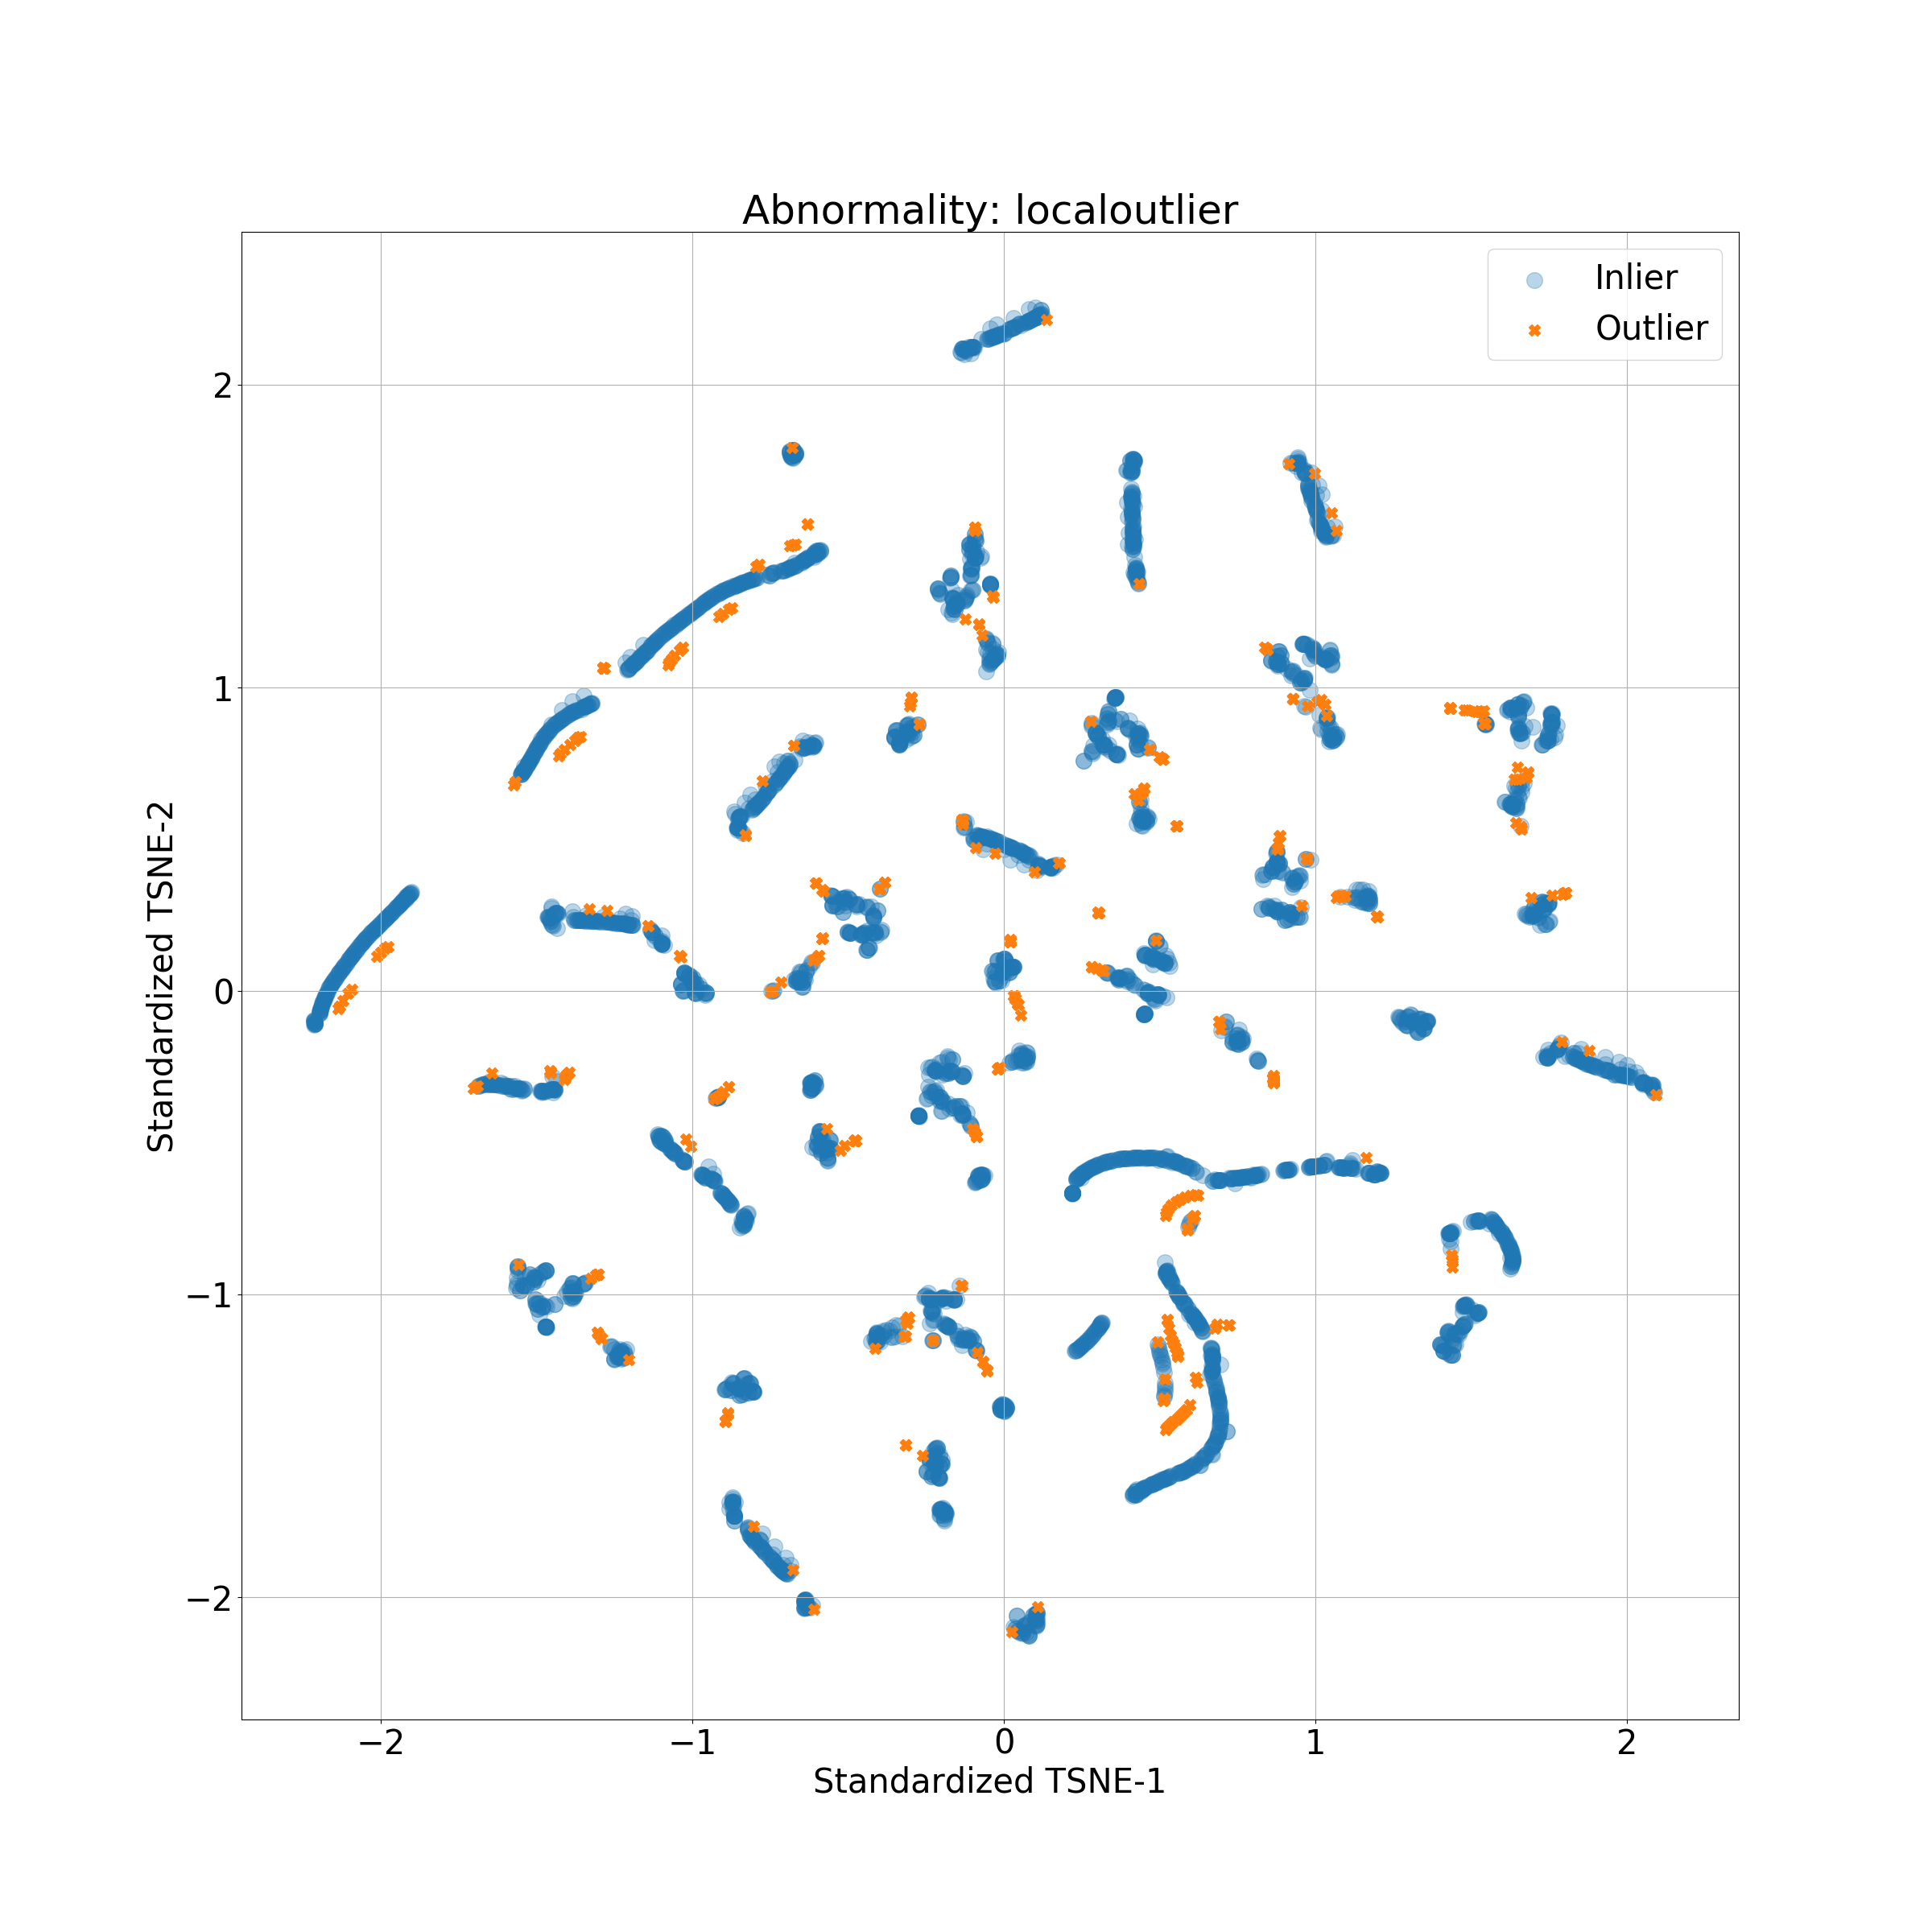 Abnormality: localoutlier
Inlier
Outlier
2
1
0
−1
−2
Standardized TSNE-2
−2
−1
0
1
2
Standardized TSNE-1